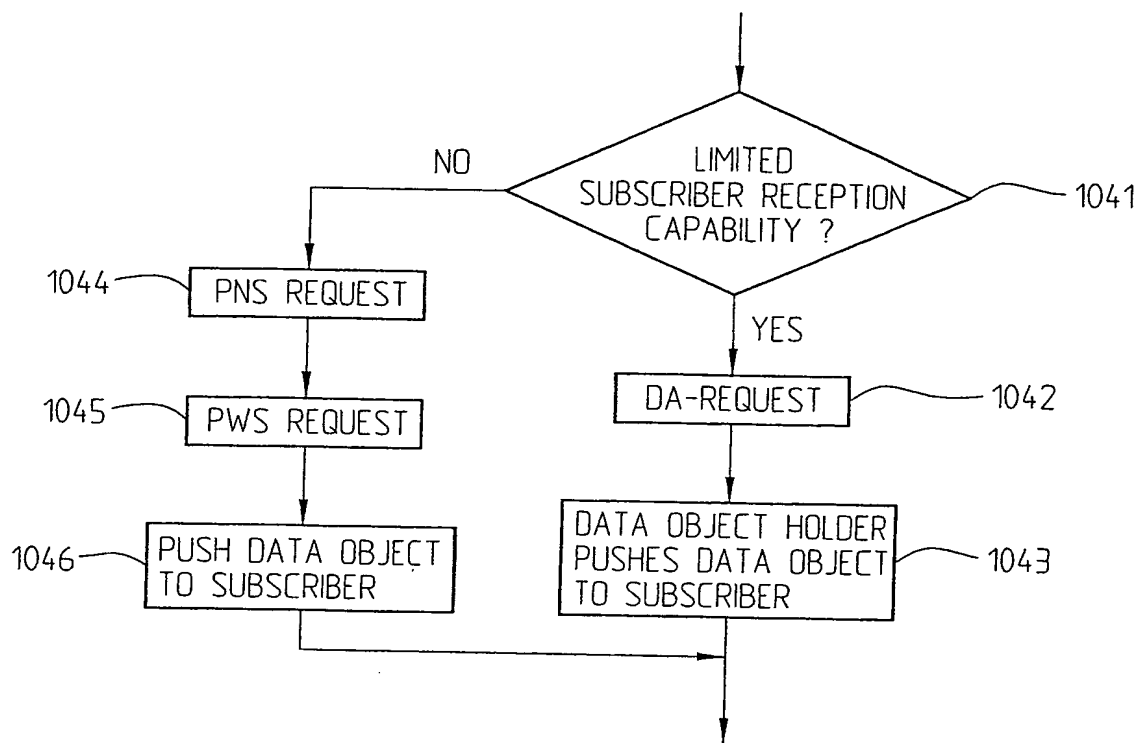 LIMITED
SUBSCRIBER RECEPTION
CAPABILITY ?
1041
NO
1044
PNS REQUEST
YES
1045
PWS REQUEST
DA-REQUEST
1042
1046
PUSH DATA OBJECT
TO SUBSCRIBER
DATA OBJECT HOLDER
PUSHES DATA OBJECT
TO SUBSCRIBER
1043